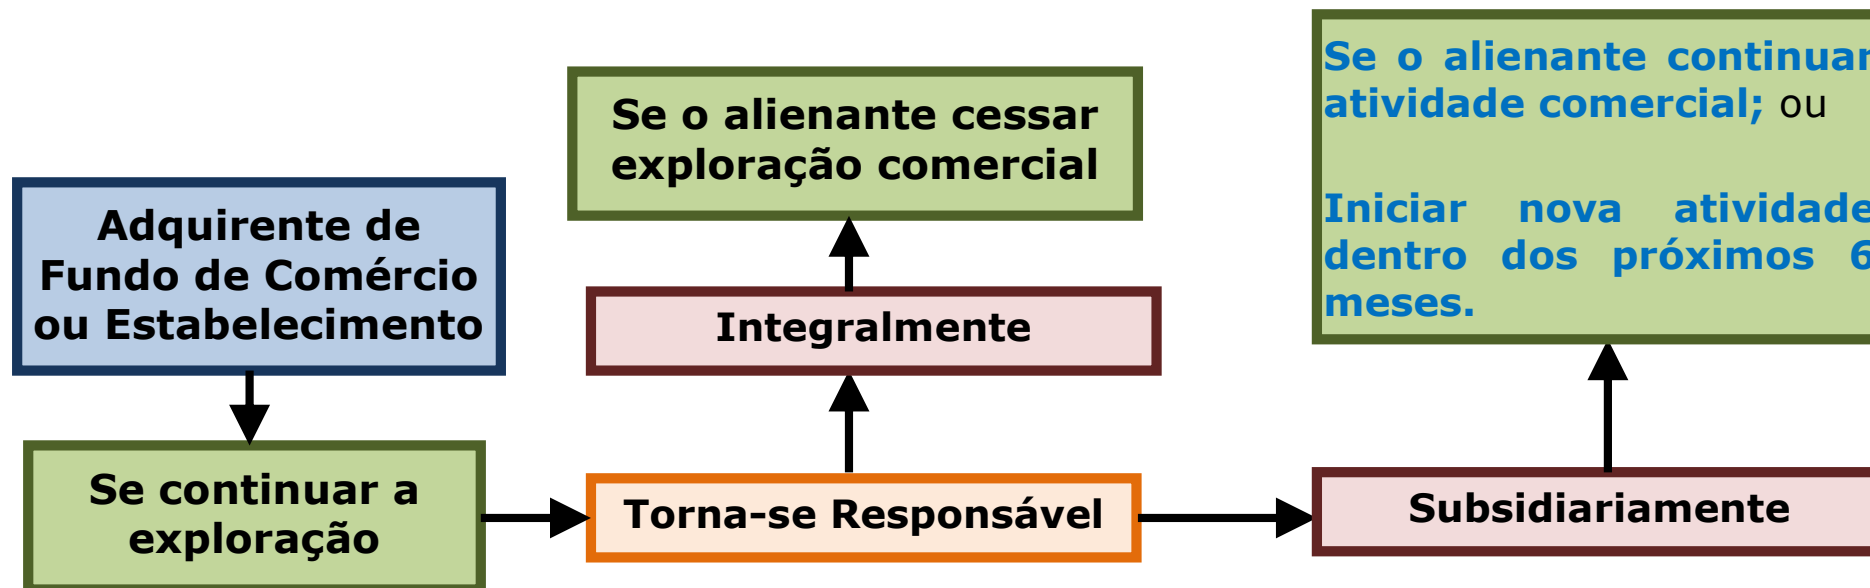 Adquirente de
Fundo de Comércio
ou Estabelecimento
Se continuar a
exploração
Torna-se Responsável
Integralmente
Se o alienante cessar
exploração comercial
Subsidiariamente
Se o alienante continuar
atividade comercial; ou
Iniciar nova atividade
dentro dos próximos 6
meses.